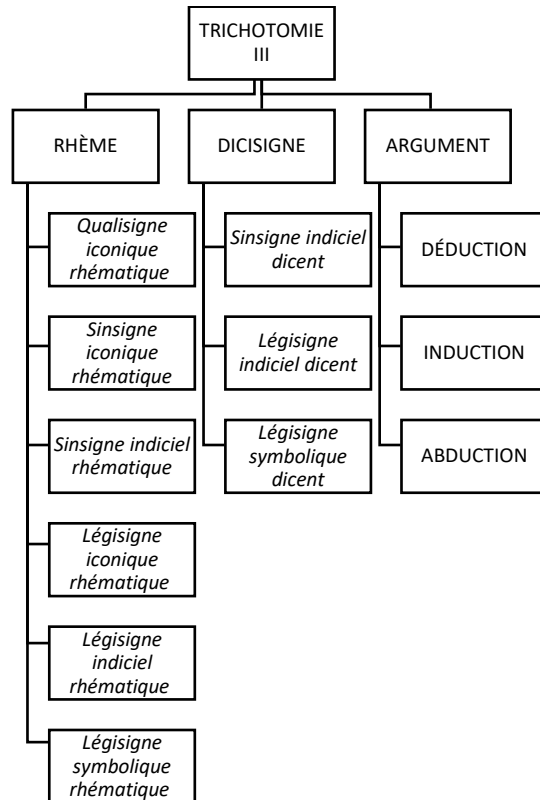 TRICHOTOMIE
III
RHÈME
DICISIGNE
ARGUMENT
Qualisigne
iconique
rhématique
Sinsigne
iconique
rhématique
Sinsigne indiciel
rhématique
Légisigne
iconique
rhématique
Légisigne
indiciel
rhématique
Légisigne
symbolique
rhématique
Sinsigne indiciel
dicent
Légisigne
indiciel dicent
Légisigne
symbolique
dicent
DÉDUCTION
INDUCTION
ABDUCTION